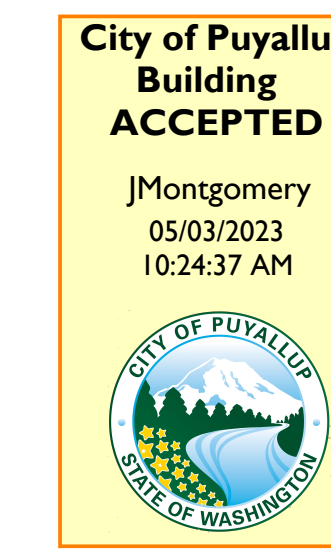 City of Puyallu
Building
ACCEPTED
JMontgomery
05/03/2023
10:24:37 AM
CITY OF PUYALLUP
STATE OF WASHINGTON